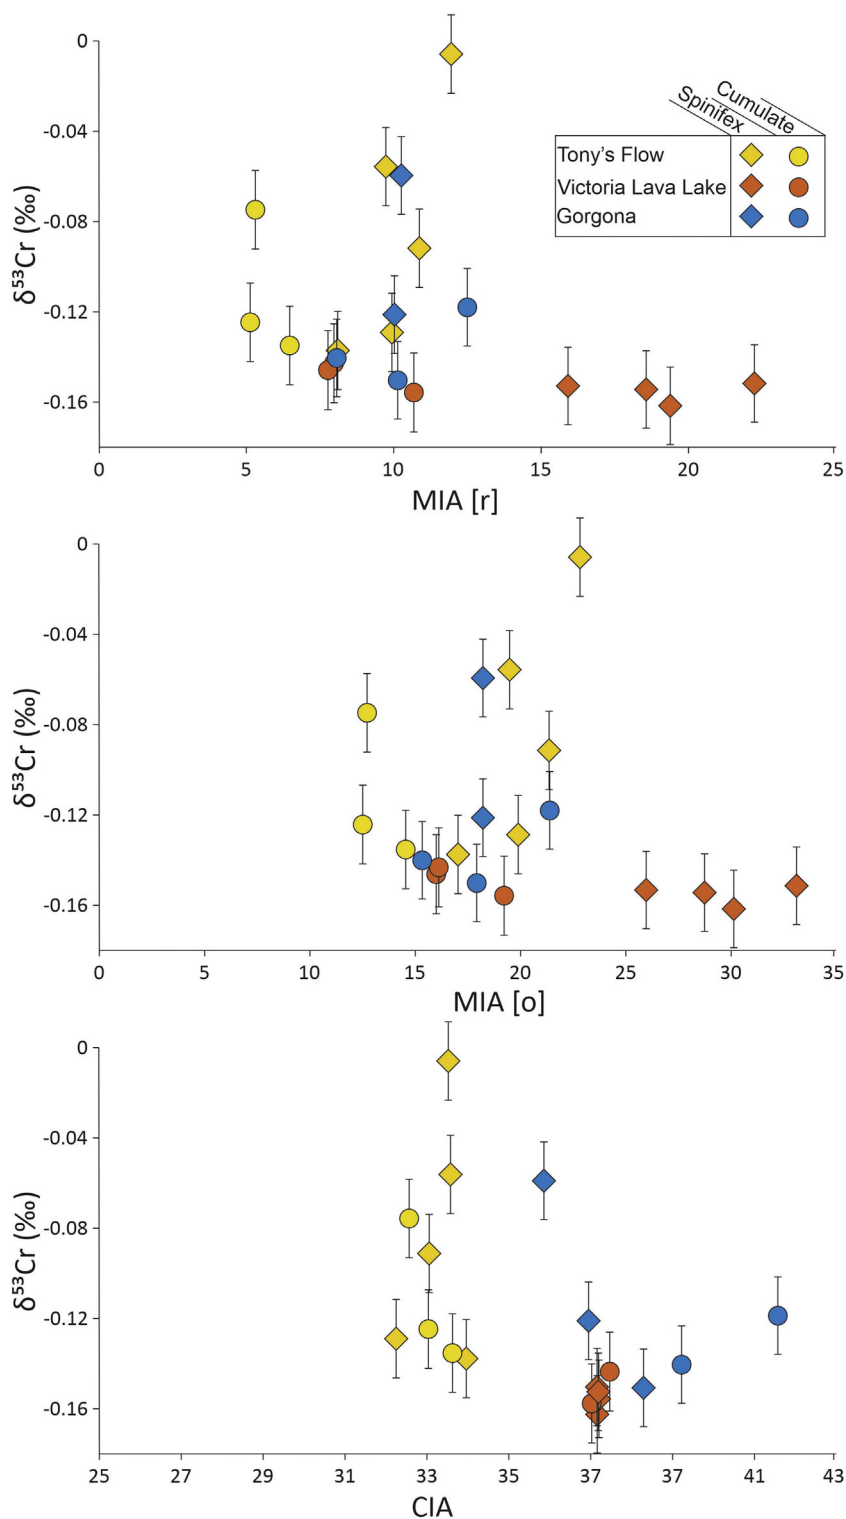 0
-0.04
-0.08
-0.12
-0.16
δ⁵³Cr (‰)
Spinifex
Cumulate
Tony's Flow
Victoria Lava Lake
Gorgona
0 5 10 15 20 25
MIA [r]
0
-0.04
-0.08
-0.12
-0.16
δ⁵³Cr (‰)
0 5 10 15 20 25 30 35
MIA [o]
0
-0.04
-0.08
-0.12
-0.16
δ⁵³Cr (‰)
25 27 29 31 33 35 37 37 41 43
CIA